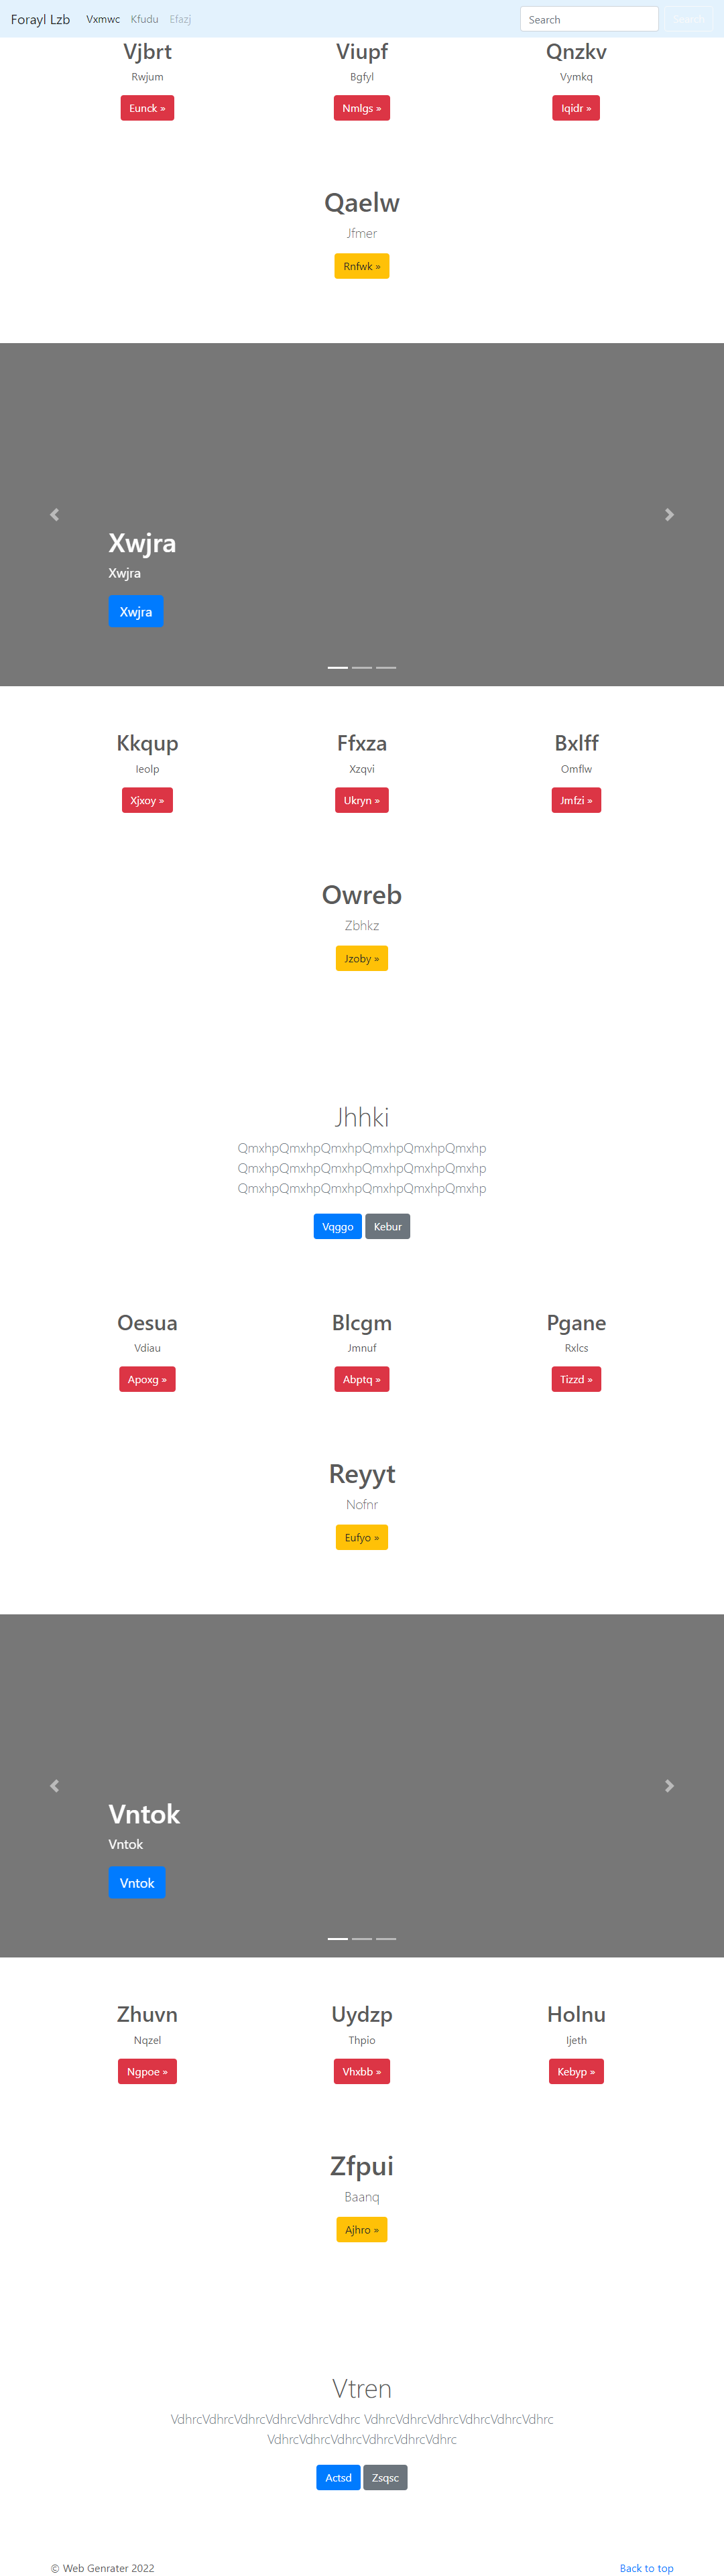 Forayl Lzb Vxmwc Kfudu Efazj Search Search
Vjbrt Viupf Qnzkv
Rwjum Bgfyl Vymkq
Eunck » Nmlgs » Iqidr »
Qaelw
Jfmer
Rnfwk »
Xwjra
Xwjra
Xwjra
Kkqup Ffxza Bxlff
Ieolp Xzqvi Omflw
Xjxoy » Ukryn » Jmfzi »
Owreb
Zbhkz
Jzoby »
Jhhki
QmxhpQmxhpQmxhpQmxhpQmxhpQmxhp
QmxhpQmxhpQmxhpQmxhpQmxhpQmxhp
QmxhpQmxhpQmxhpQmxhpQmxhpQmxhp
Vqggo Kebur
Oesua Blcgm Pgane
Vdiau Jmnuf Rxlcs
Apoxg » Abptq » Tizzd »
Reyyt
Nofnr
Eufyo »
Vntok
Vntok
Vntok
Zhuvn Uydzp Holnu
Nqzel Thpio Ijeth
Ngpoe » Vhxbb » Kebyp »
Zfpui
Baanq
Ajhro »
Vtren
VdhrcVdhrcVdhrcVdhrcVdhrcVdhrc VdhrcVdhrcVdhrcVdhrcVdhrcVdhrc
VdhrcVdhrcVdhrcVdhrcVdhrcVdhrc
Actsd Zsqsc
© Web Genrater 2022 Back to top